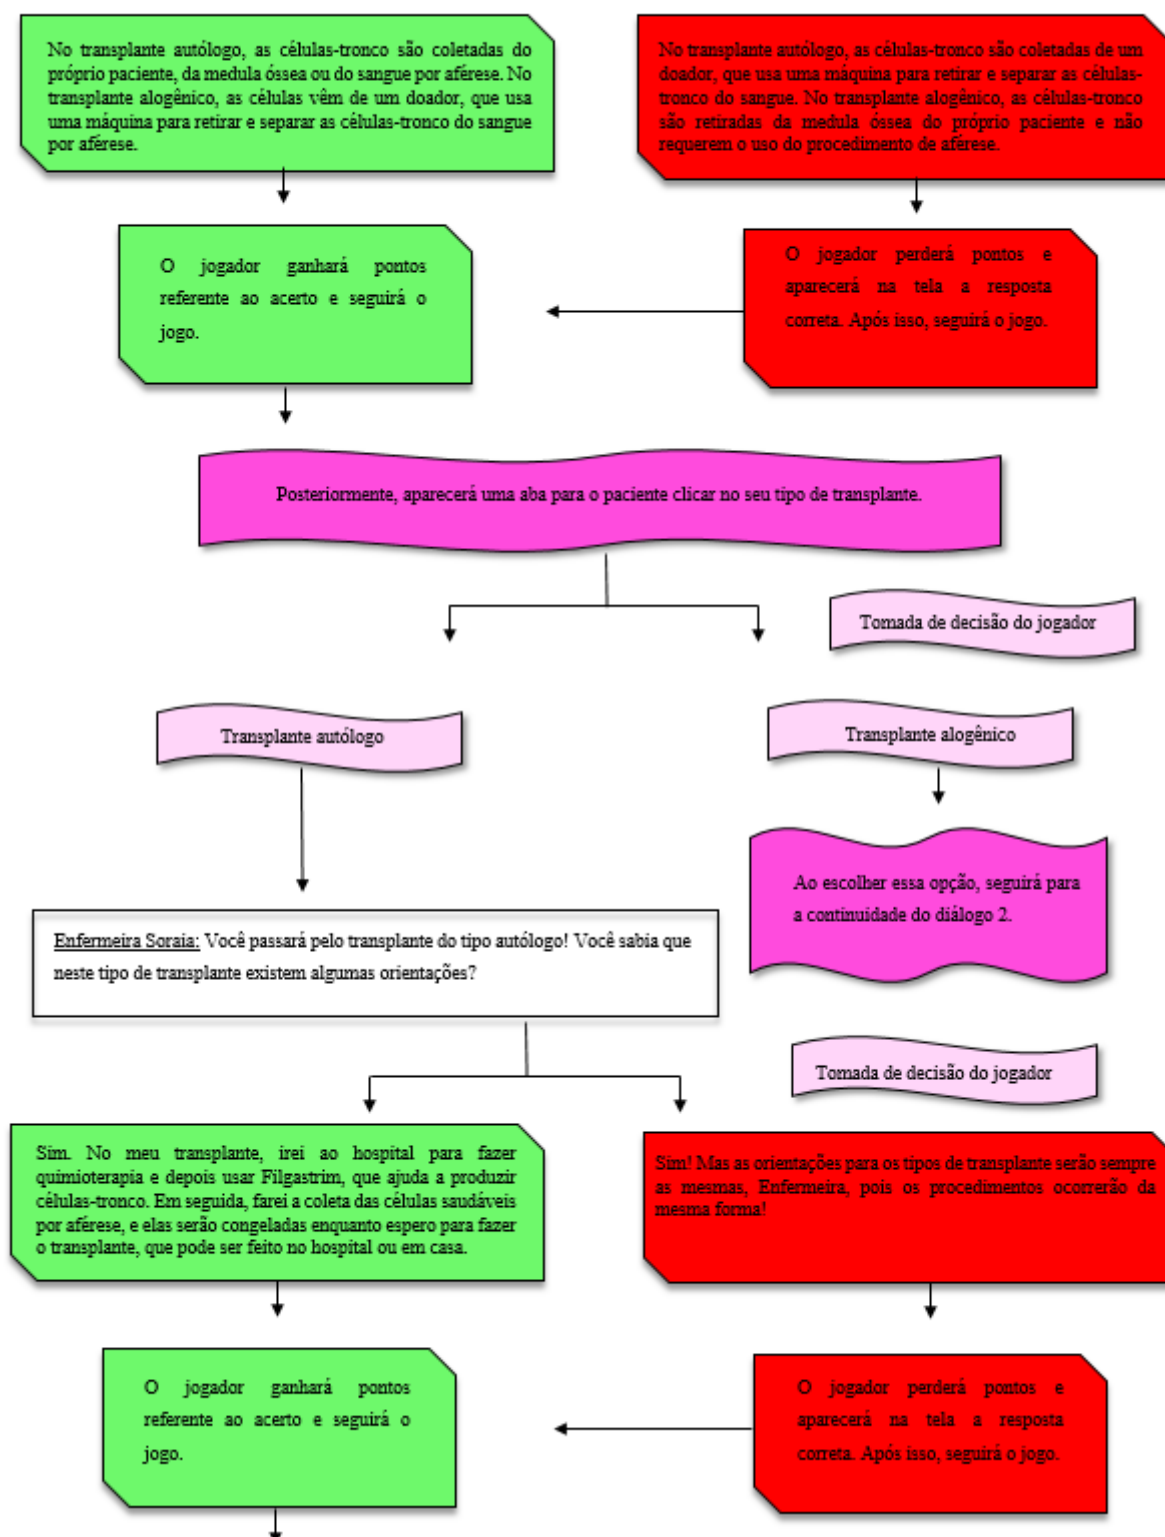 No transplante autólogo, as células-tronco são coletadas do
próprio paciente, da medula óssea ou do sangue por aférese. No
transplante alogênico, as células vêm de um doador, que usa
uma máquina para retirar e separar as células-tronco do sangue
por aférese.
No transplante autólogo, as células-tronco são coletadas de um
doador, que usa uma máquina para retirar e separar as células-
tronco do sangue. No transplante alogênico, as células-tronco
são retiradas da medula óssea do próprio paciente e não
requerem o uso do procedimento de aférese.
O jogador ganhará pontos
referente ao acerto e seguirá o
jogo.
O jogador perderá pontos e
aparecerá na tela a resposta
correta. Após isso, seguirá o jogo.
Posteriormente, aparecerá uma aba para o paciente clicar no seu tipo de transplante.
Tomada de decisão do jogador
Transplante autólogo
Transplante alogênico
Ao escolher essa opção, seguirá para
a continuidade do diálogo 2.
Enfermeira Soraia: Você passará pelo transplante do tipo autólogo! Você sabia que
neste tipo de transplante existem algumas orientações?
Tomada de decisão do jogador
Sim. No meu transplante, irei ao hospital para fazer
quimioterapia e depois usar Filgastrim, que ajuda a produzir
células-tronco. Em seguida, farei a coleta das células saudáveis
por aférese, e elas serão congeladas enquanto espero para fazer
o transplante, que pode ser feito no hospital ou em casa.
Sim! Mas as orientações para os tipos de transplante serão sempre
as mesmas, Enfermeira, pois os procedimentos ocorrerão da
mesma forma!
O jogador ganhará pontos
referente ao acerto e seguirá o
jogo.
O jogador perderá pontos e
aparecerá na tela a resposta
correta. Após isso, seguirá o jogo.